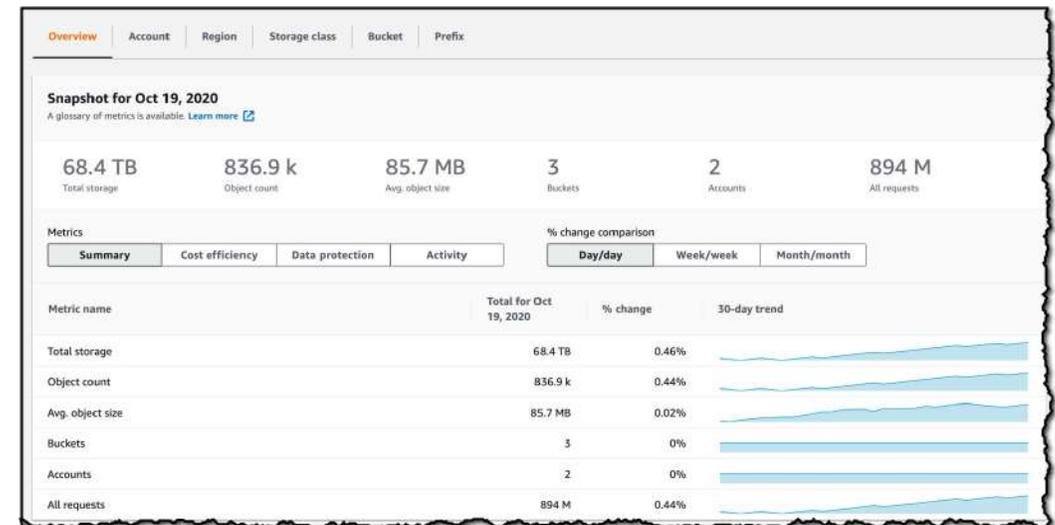 Overview Account Region Storage class Bucket Prefix
Snapshot for Oct 19, 2020
A glossary of metrics is available. Learn more
68.4 TB 836.9 k 85.7 MB 3 2 894 M
Total storage Object count Avg. object size Buckets Accounts All requests
Metrics % change comparison
Summary Cost efficiency Data protection Activity Day/day Week/week Month/month
Metric name Total for Oct 19, 2020 % change 30-day trend
Total storage 68.4 TB 0.46%
Object count 836.9 k 0.44%
Avg. object size 85.7 MB 0.02%
Buckets 3 0%
Accounts 2 0%
All requests 894 M 0.44%